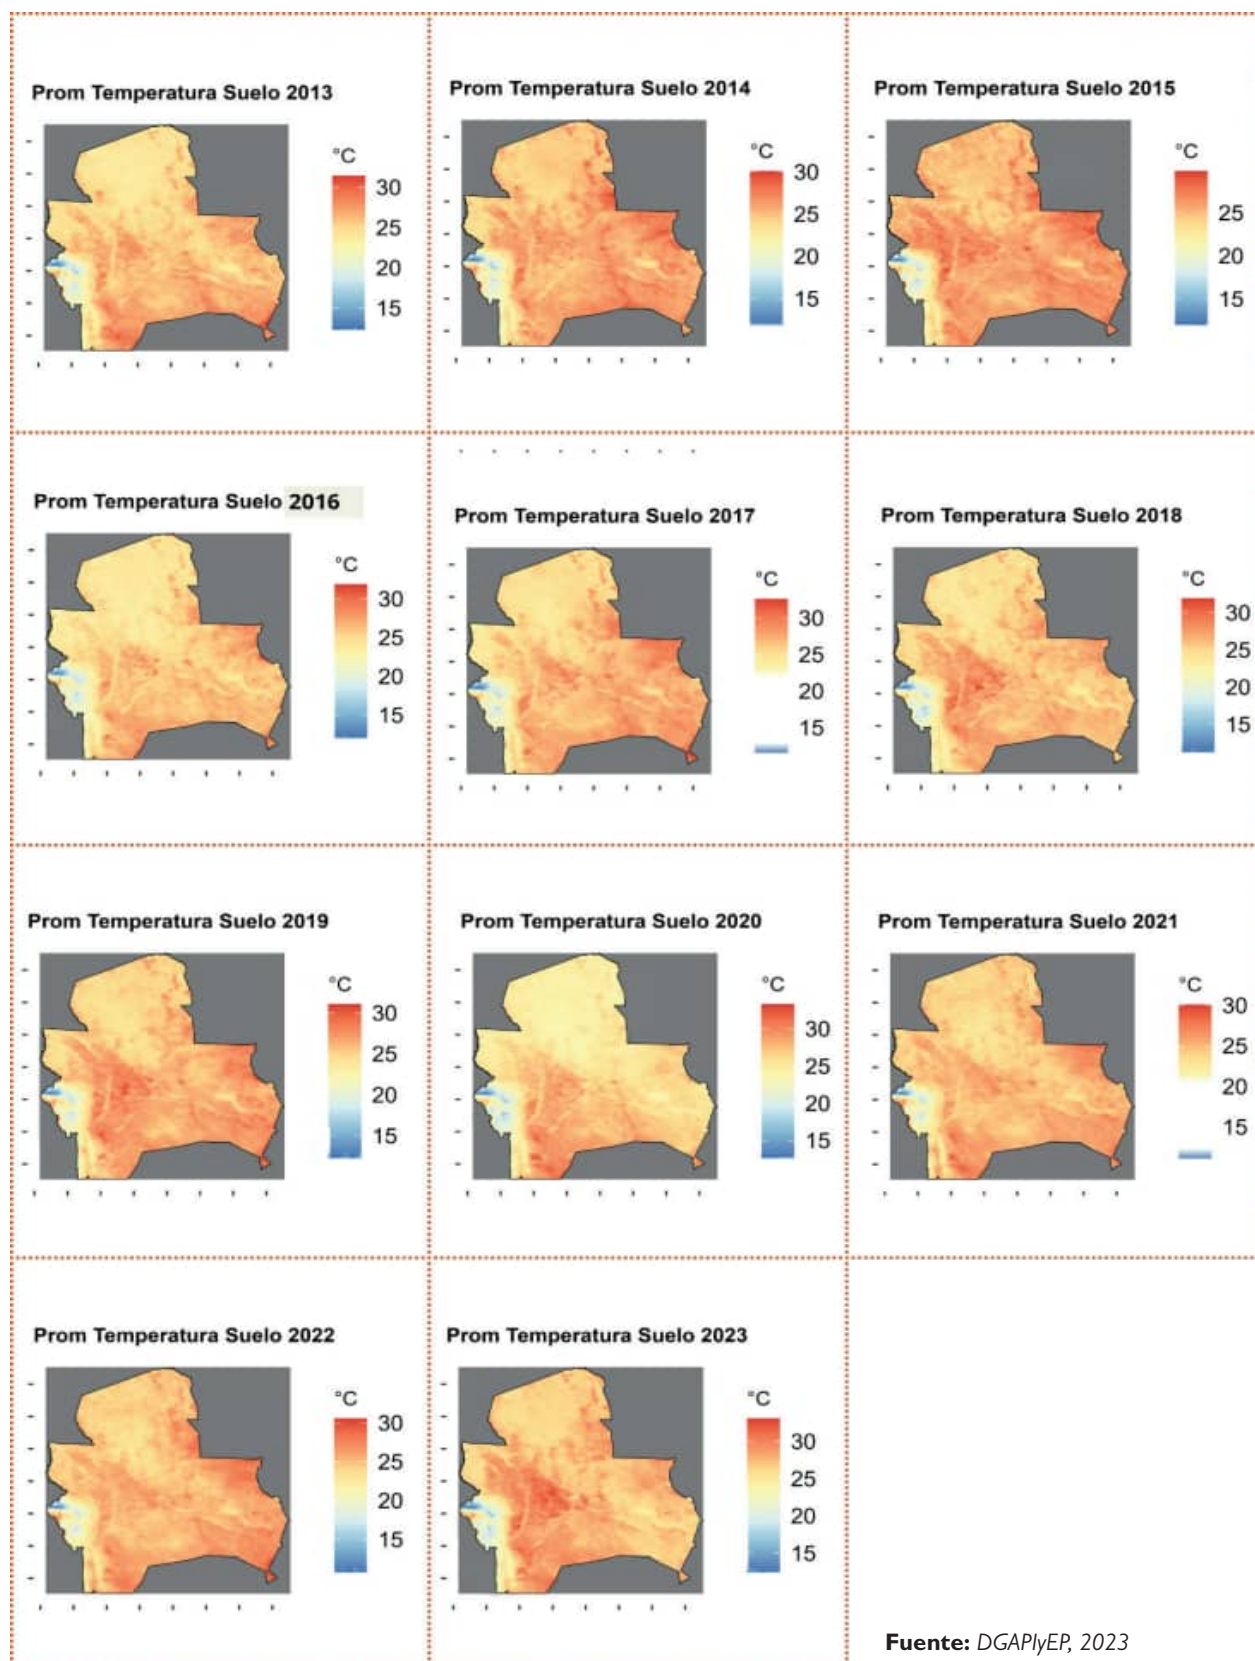 Prom Temperatura Suelo 2013
°C
30
25
20
15
Prom Temperatura Suelo 2014
°C
30
25
20
15
Prom Temperatura Suelo 2015
°C
25
20
15
Prom Temperatura Suelo 2016
°C
30
25
20
15
Prom Temperatura Suelo 2017
°C
30
25
20
15
Prom Temperatura Suelo 2018
°C
30
25
20
15
Prom Temperatura Suelo 2019
°C
30
25
20
15
Prom Temperatura Suelo 2020
°C
30
25
20
15
Prom Temperatura Suelo 2021
°C
30
25
20
15
Prom Temperatura Suelo 2022
°C
30
25
20
15
Prom Temperatura Suelo 2023
°C
30
25
20
15
Fuente: DGAPIyEP, 2023